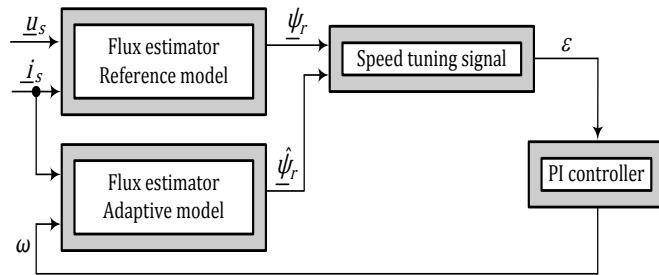 u_s
Flux estimator
Reference model
ψ_r
Speed tuning signal
ε
i_s
Flux estimator
Adaptive model
ψ̂_r
PI controller
ω